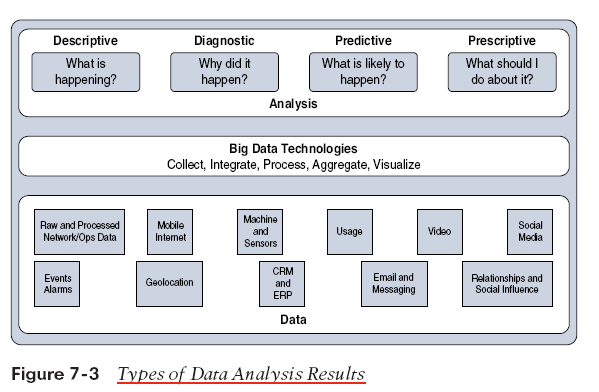 Descriptive Diagnostic Predictive Prescriptive
What is
happening?
Why did it
happen?
What is likely to
happen?
What should I
do about it?
Analysis
Big Data Technologies
Collect, Integrate, Process, Aggregate, Visualize
Raw and Processed
Network/Ops Data
Mobile
Internet
Machine
and
Sensors
Usage
Video
Social
Media
Events
Alarms
Geolocation
CRM
and
ERP
Email and
Messaging
Relationships and
Social Influence
Data
Figure 7-3 Types of Data Analysis Results